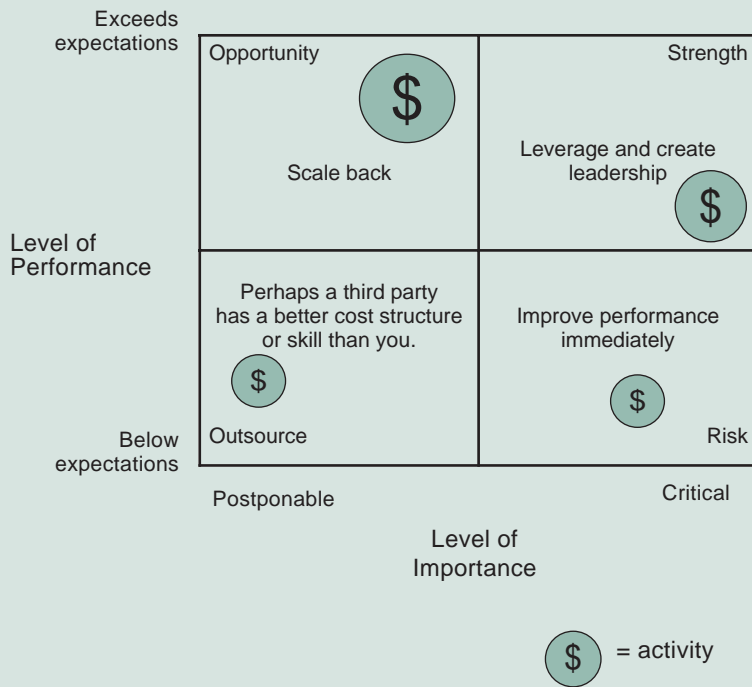 Exceeds
expectations
Opportunity
$
Scale back
Strength
Leverage and create
leadership
$
Level of
Performance
Perhaps a third party
has a better cost structure
or skill than you.
$
Outsource
Improve performance
immediately
$
Risk
Below
expectations
Postponable
Critical
Level of
Importance
$ = activity